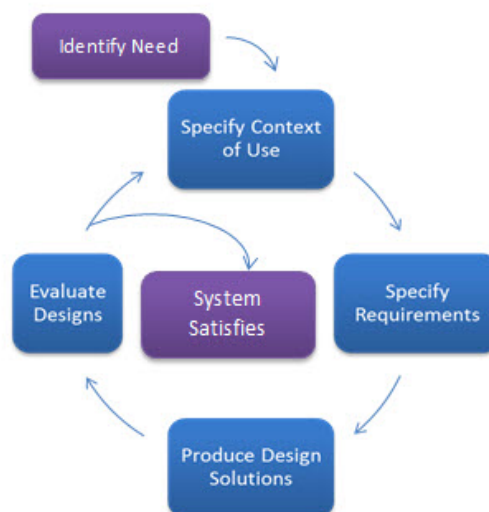 Identify Need
Specify Context
of Use
Evaluate
Designs
System
Satisfies
Specify
Requirements
Produce Design
Solutions